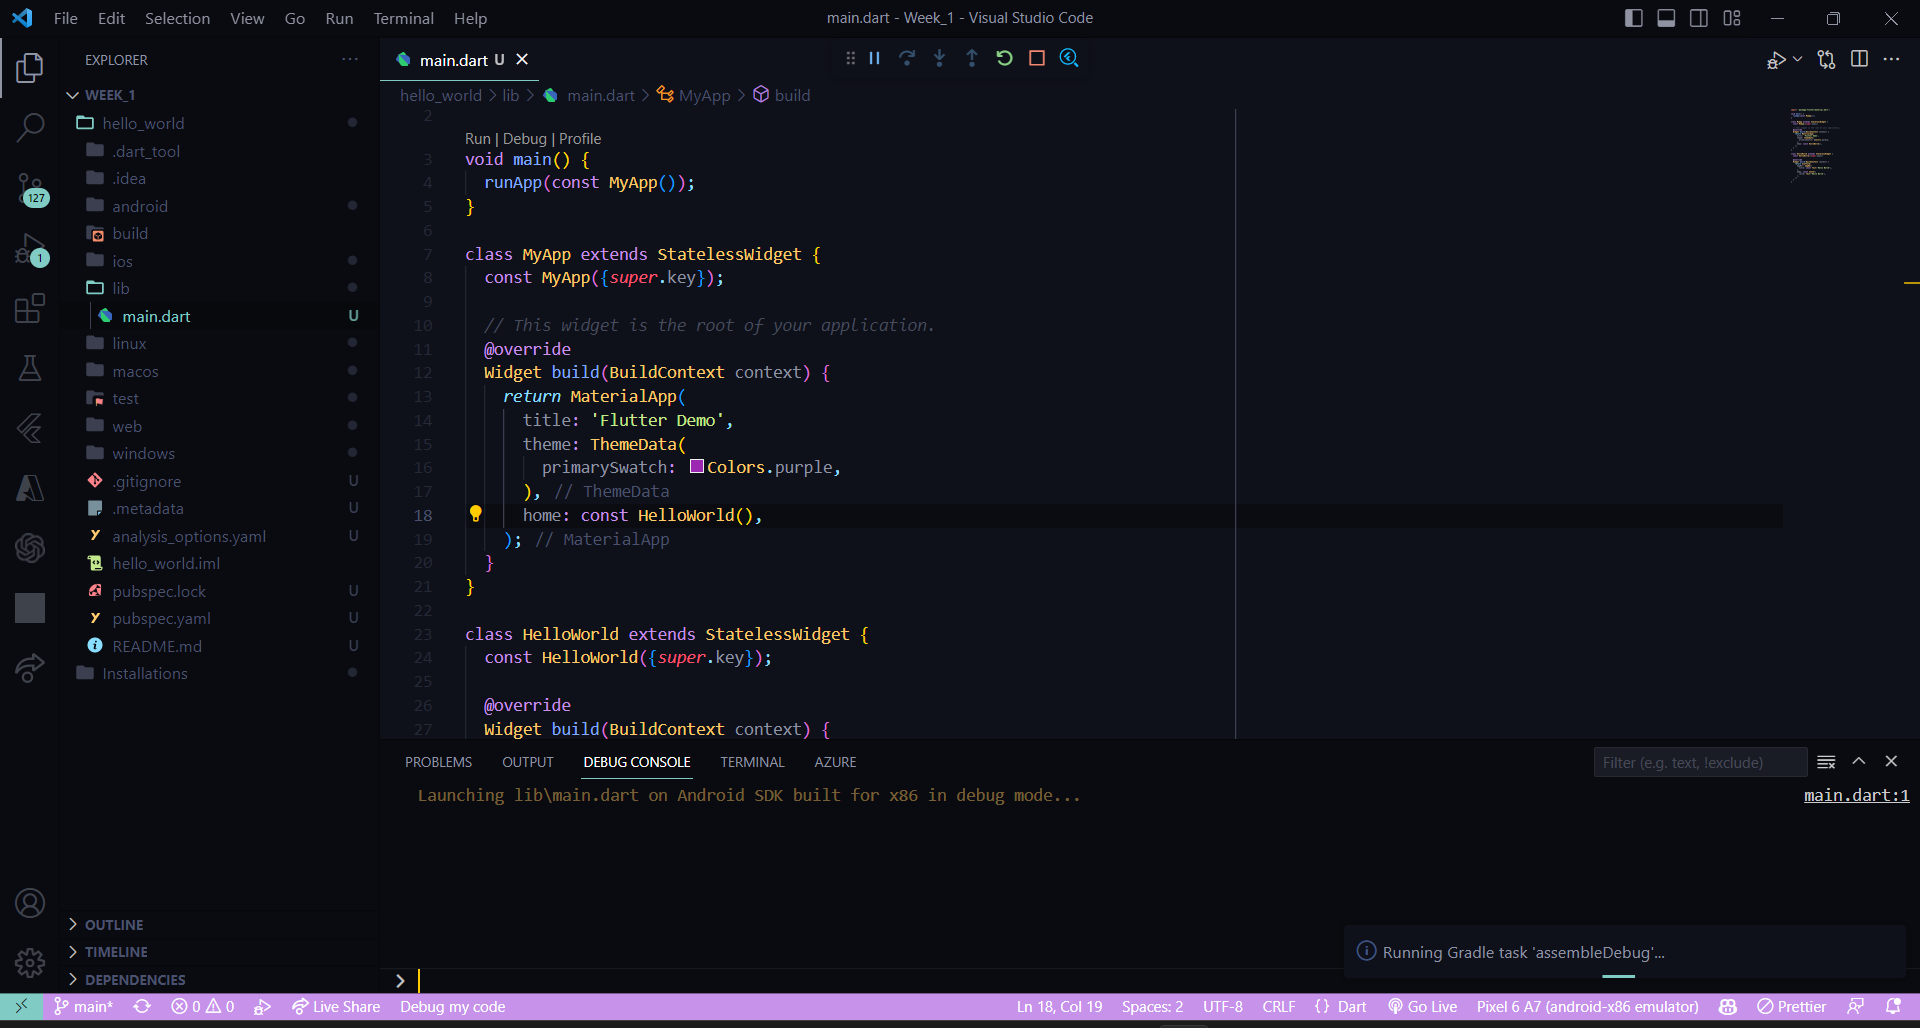 File Edit Selection View Go Run Terminal Help
main.dart - Week_1 - Visual Studio Code
EXPLORER
WEEK_1
hello_world
.dart_tool
.idea
android
build
ios
lib
main.dart U
linux
macos
test
web
windows
.gitignore U
.metadata U
analysis_options.yaml U
hello_world.iml
pubspec.lock U
pubspec.yaml U
README.md U
Installations
OUTLINE
TIMELINE
DEPENDENCIES
127
1
main.dart U
hello_world > lib > main.dart > MyApp > build
2
Run | Debug | Profile
3 void main() {
4 runApp(const MyApp());
5 }
6
7 class MyApp extends StatelessWidget {
8 const MyApp({super.key});
9
10 // This widget is the root of your application.
11 @override
12 Widget build(BuildContext context) {
13 return MaterialApp(
14 title: 'Flutter Demo',
15 theme: ThemeData(
16 primarySwatch: Colors.purple,
17 ), // ThemeData
18 home: const HelloWorld(),
19 ); // MaterialApp
20 }
21 }
22
23 class HelloWorld extends StatelessWidget {
24 const HelloWorld({super.key});
25
26 @override
27 Widget build(BuildContext context) {
PROBLEMS OUTPUT DEBUG CONSOLE TERMINAL AZURE
Filter (e.g. text, !exclude)
Launching lib\main.dart on Android SDK built for x86 in debug mode...
main.dart:1
Running Gradle task 'assembleDebug'...
main* 0 0 Live Share Debug my code
Ln 18, Col 19 Spaces: 2 UTF-8 CRLF {} Dart Go Live Pixel 6 A7 (android-x86 emulator) Prettier